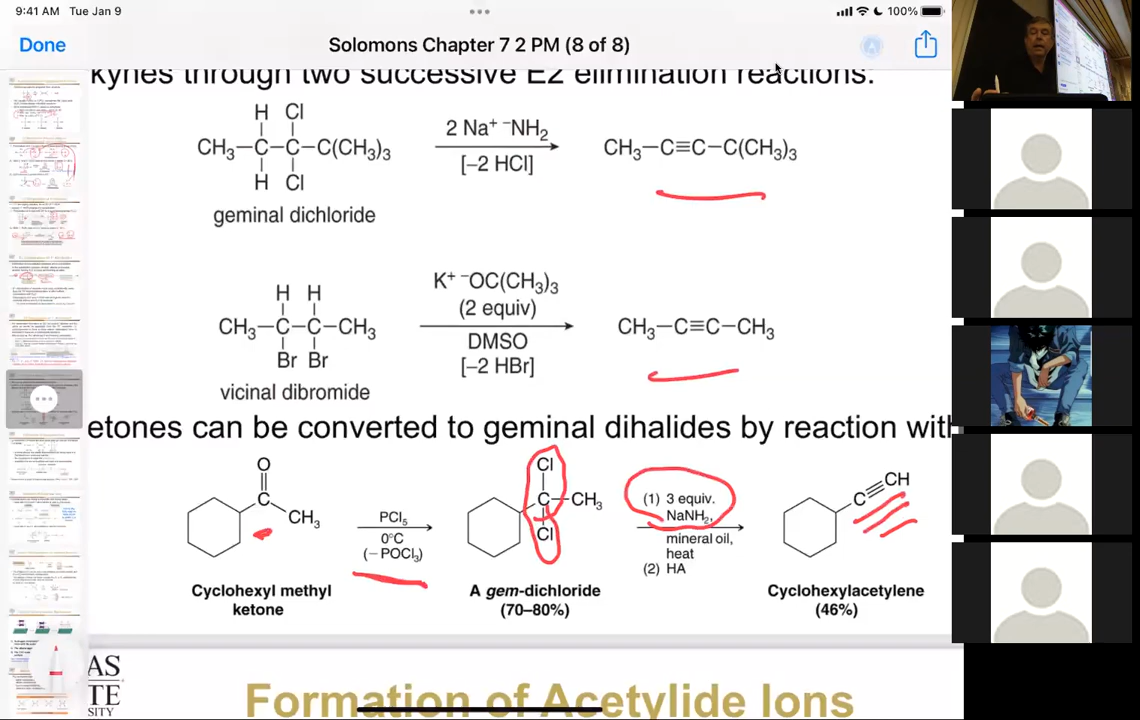 9:41 AM Tue Jan 9
100%
Done
Solomons Chapter 7 2 PM (8 of 8)
kynes through two successive E2 elimination reactions:
H Cl
CH₃–C–C–C(CH₃)₃
H Cl
geminal dichloride
2 Na⁺ ⁻NH₂
[–2 HCl]
CH₃–C≡C–C(CH₃)₃
H H
CH₃–C–C–CH₃
Br Br
vicinal dibromide
K⁺ ⁻OC(CH₃)₃
(2 equiv)
DMSO
[–2 HBr]
CH₃–C≡C–CH₃
etones can be converted to geminal dihalides by reaction with
O
C
CH₃
Cyclohexyl methyl
ketone
PCl₅
0°C
(– POCl₃)
Cl
C–CH₃
Cl
A gem-dichloride
(70–80%)
(1) 3 equiv.
NaNH₂,
mineral oil,
heat
(2) HA
C≡CH
Cyclohexylacetylene
(46%)
AS
TE
SITY
Formation of Acetylide Ions